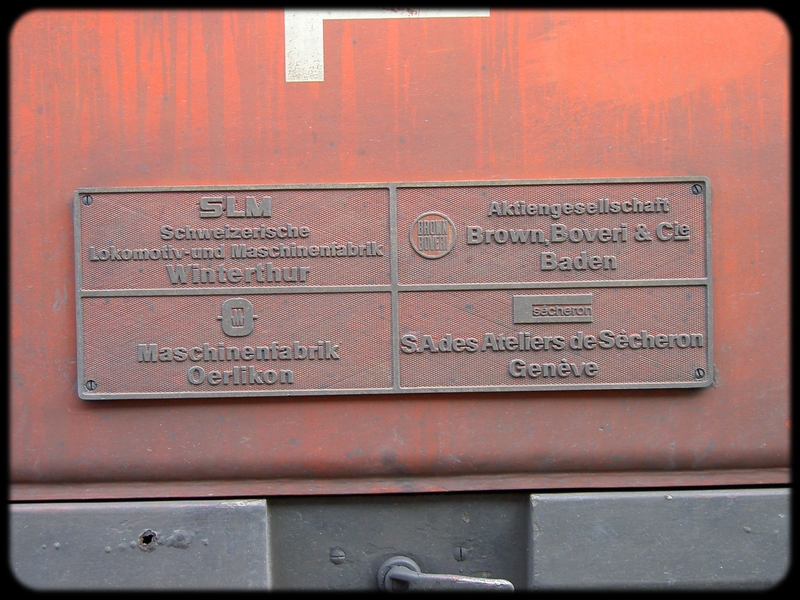 SLM
Schweizerische
Lokomotiv-und Maschinenfabrik
Winterthur
BROWN
BOVERI
Aktiengesellschaft
Brown, Boveri & Cie
Baden
Maschinenfabrik
Oerlikon
sécheron
S.A.des Ateliers de Sécheron
Genève